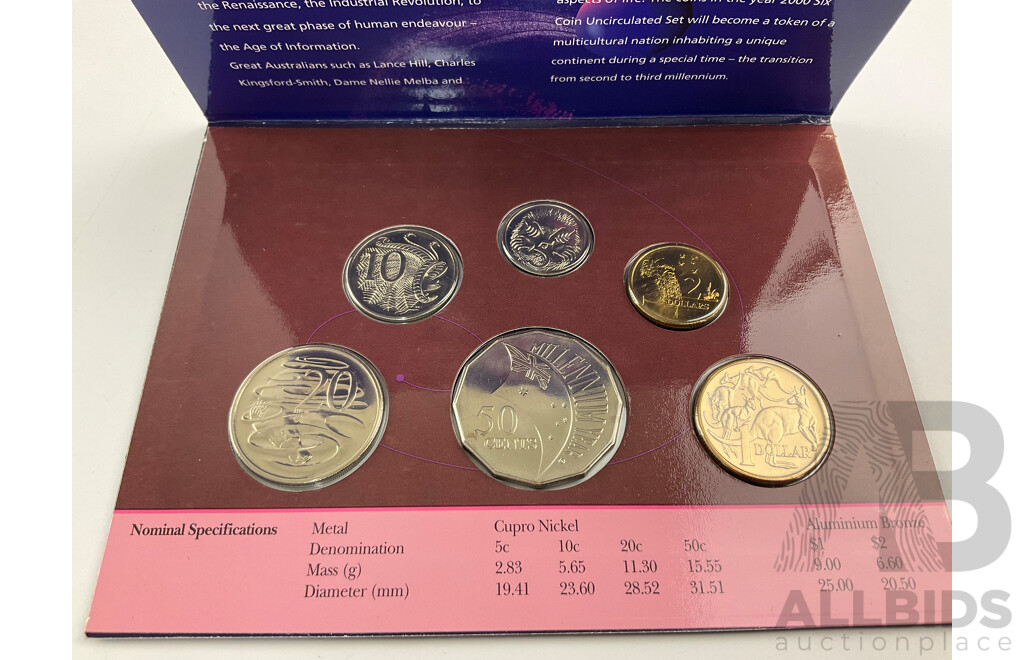 the Renaissance, the Industrial Revolution, to
the next great phase of human endeavour –
the Age of Information.
Great Australians such as Lance Hill, Charles
Kingsford-Smith, Dame Nellie Melba and
aspects of life. The coins in the year 2000 Six
Coin Uncirculated Set will become a token of a
multicultural nation inhabiting a unique
continent during a special time – the transition
from second to third millennium.
10
5
2
DOLLARS
20
MILLENNIUM YEAR
50
CENTS
1
DOLLAR
Nominal Specifications Metal Cupro Nickel Aluminium Bronze
Denomination 5c 10c 20c 50c $1 $2
Mass (g) 2.83 5.65 11.30 15.55 9.00 6.60
Diameter (mm) 19.41 23.60 28.52 31.51 25.00 20.50
AB
ALLBIDS
auctionplace